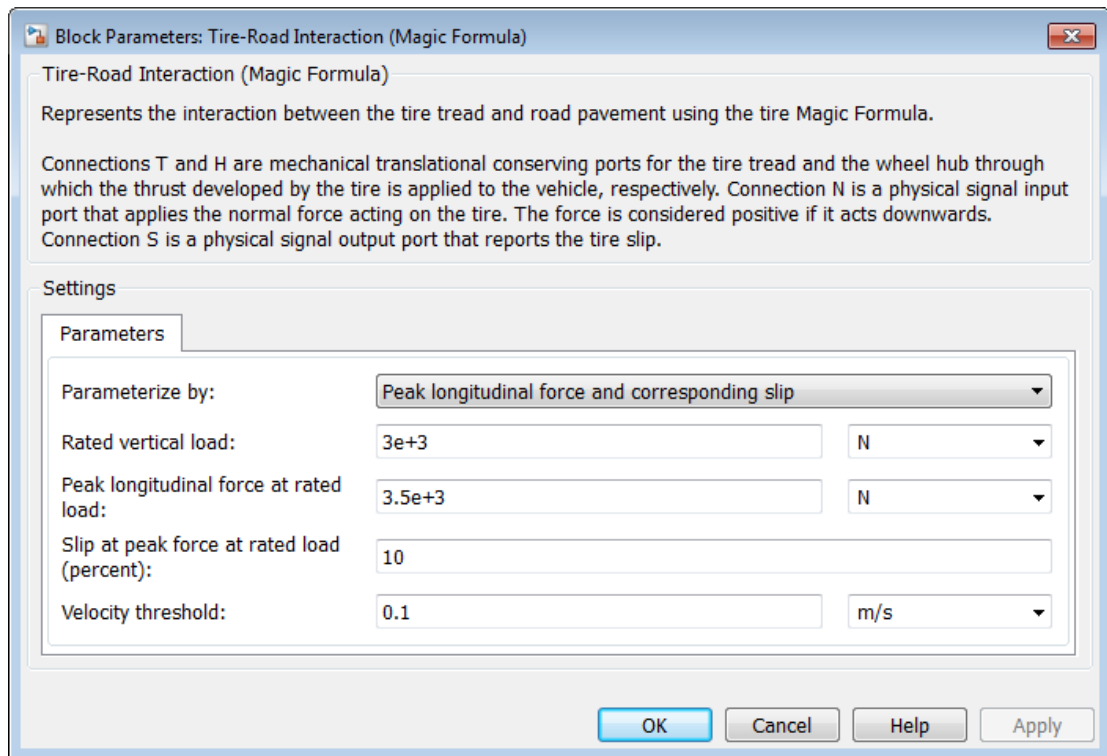 Block Parameters: Tire-Road Interaction (Magic Formula)
Tire-Road Interaction (Magic Formula)
Represents the interaction between the tire tread and road pavement using the tire Magic Formula.
Connections T and H are mechanical translational conserving ports for the tire tread and the wheel hub through
which the thrust developed by the tire is applied to the vehicle, respectively. Connection N is a physical signal input
port that applies the normal force acting on the tire. The force is considered positive if it acts downwards.
Connection S is a physical signal output port that reports the tire slip.
Settings
Parameters
Parameterize by: Peak longitudinal force and corresponding slip
Rated vertical load: 3e+3 N
Peak longitudinal force at rated
load: 3.5e+3 N
Slip at peak force at rated load
(percent): 10
Velocity threshold: 0.1 m/s
OK Cancel Help Apply